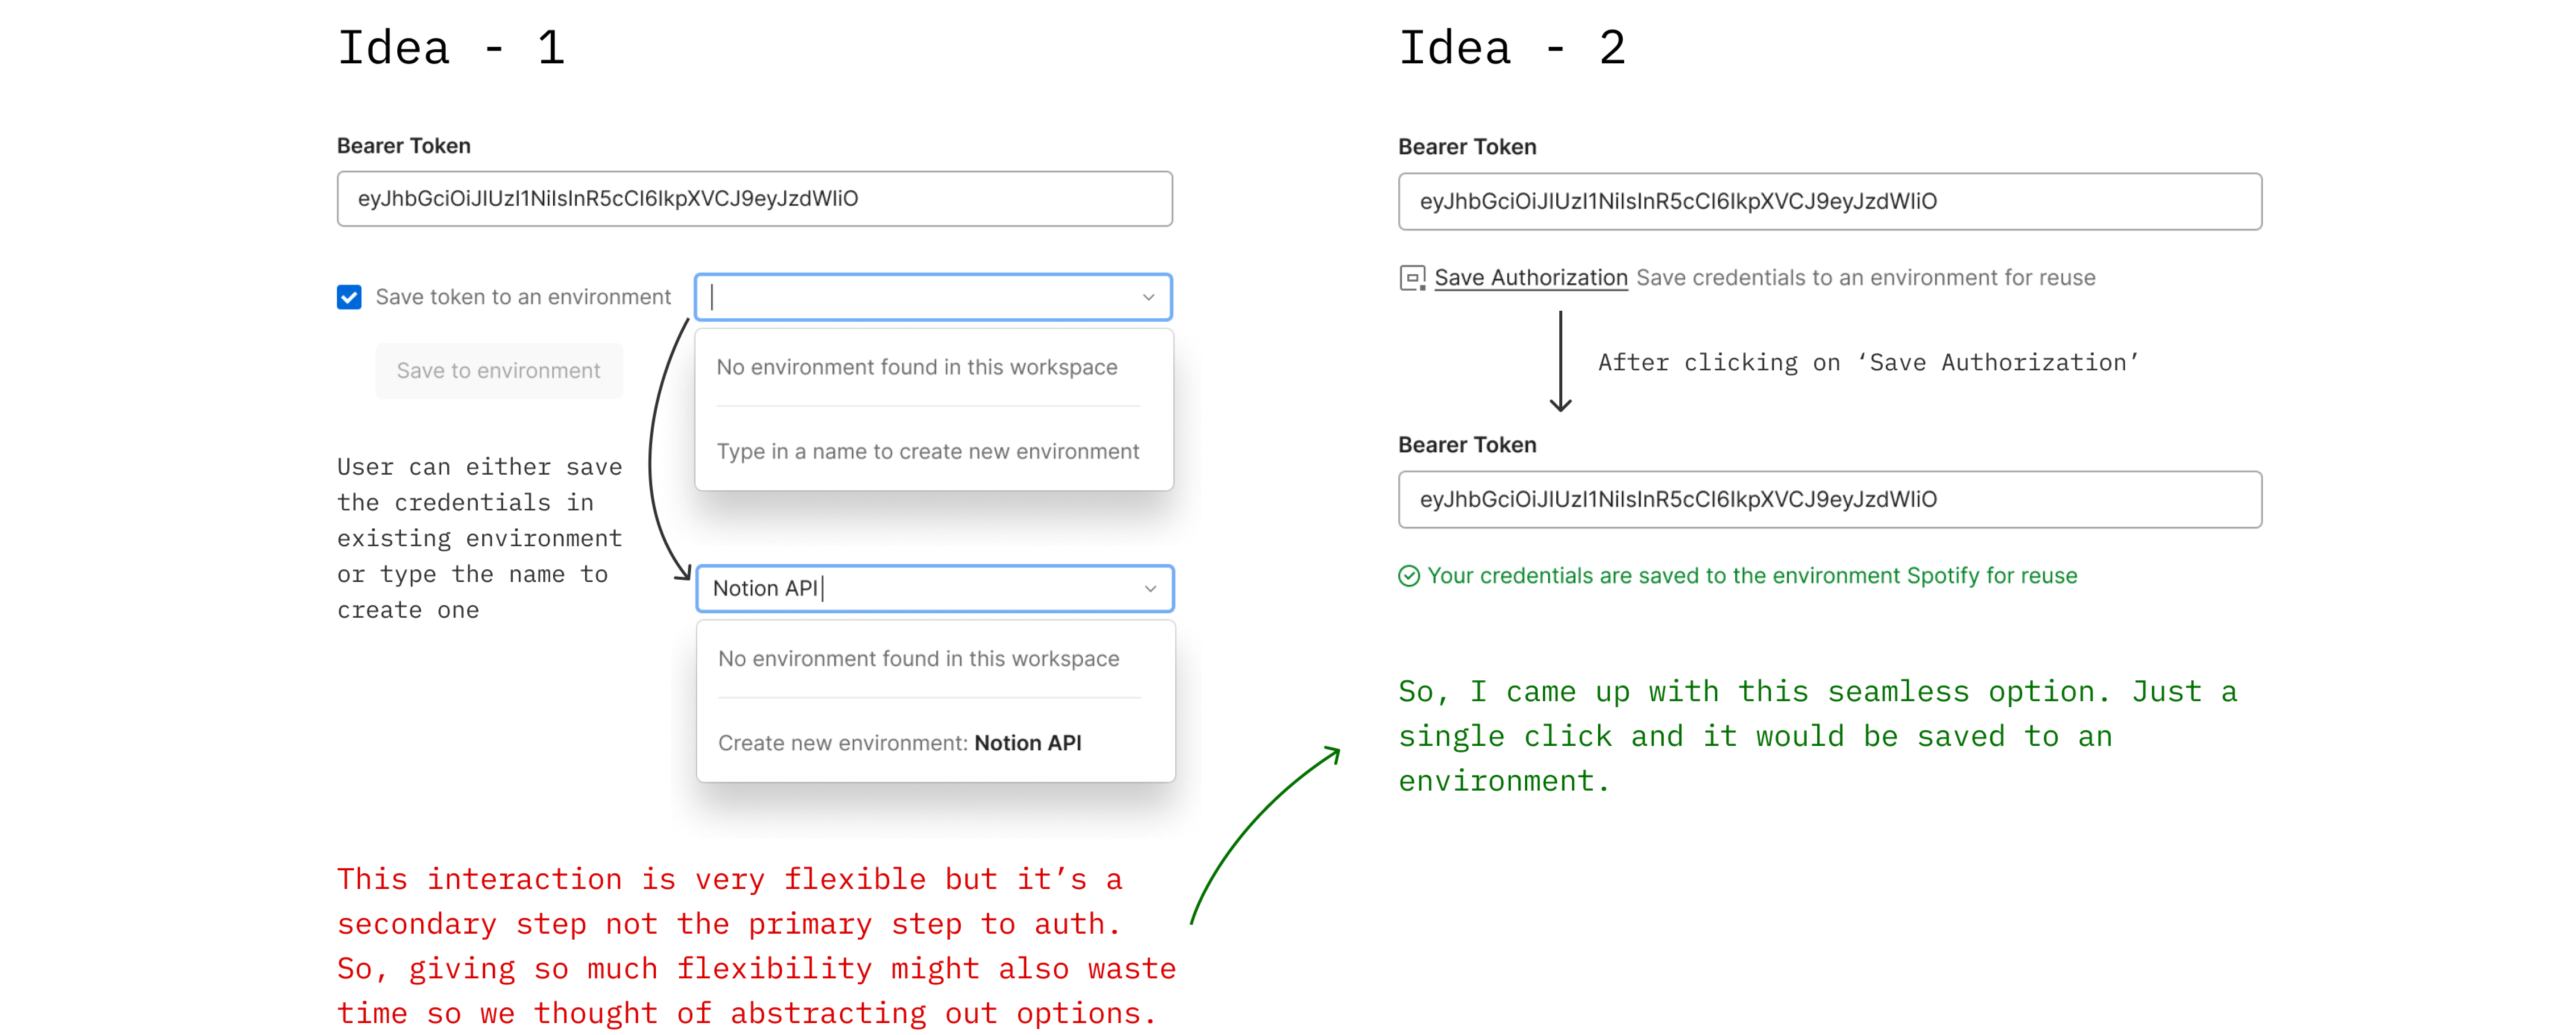 Idea - 1
Bearer Token
eyJhbGciOiJIUzI1NiIsInR5cCI6IkpXVCJ9eyJzdWIiO
Save token to an environment
Save to environment
No environment found in this workspace
Type in a name to create new environment
User can either save
the credentials in
existing environment
or type the name to
create one
Notion API
No environment found in this workspace
Create new environment: Notion API
This interaction is very flexible but it’s a
secondary step not the primary step to auth.
So, giving so much flexibility might also waste
time so we thought of abstracting out options.
Idea - 2
Bearer Token
eyJhbGciOiJIUzI1NiIsInR5cCI6IkpXVCJ9eyJzdWIiO
Save Authorization Save credentials to an environment for reuse
After clicking on ‘Save Authorization’
Bearer Token
eyJhbGciOiJIUzI1NiIsInR5cCI6IkpXVCJ9eyJzdWIiO
Your credentials are saved to the environment Spotify for reuse
So, I came up with this seamless option. Just a
single click and it would be saved to an
environment.